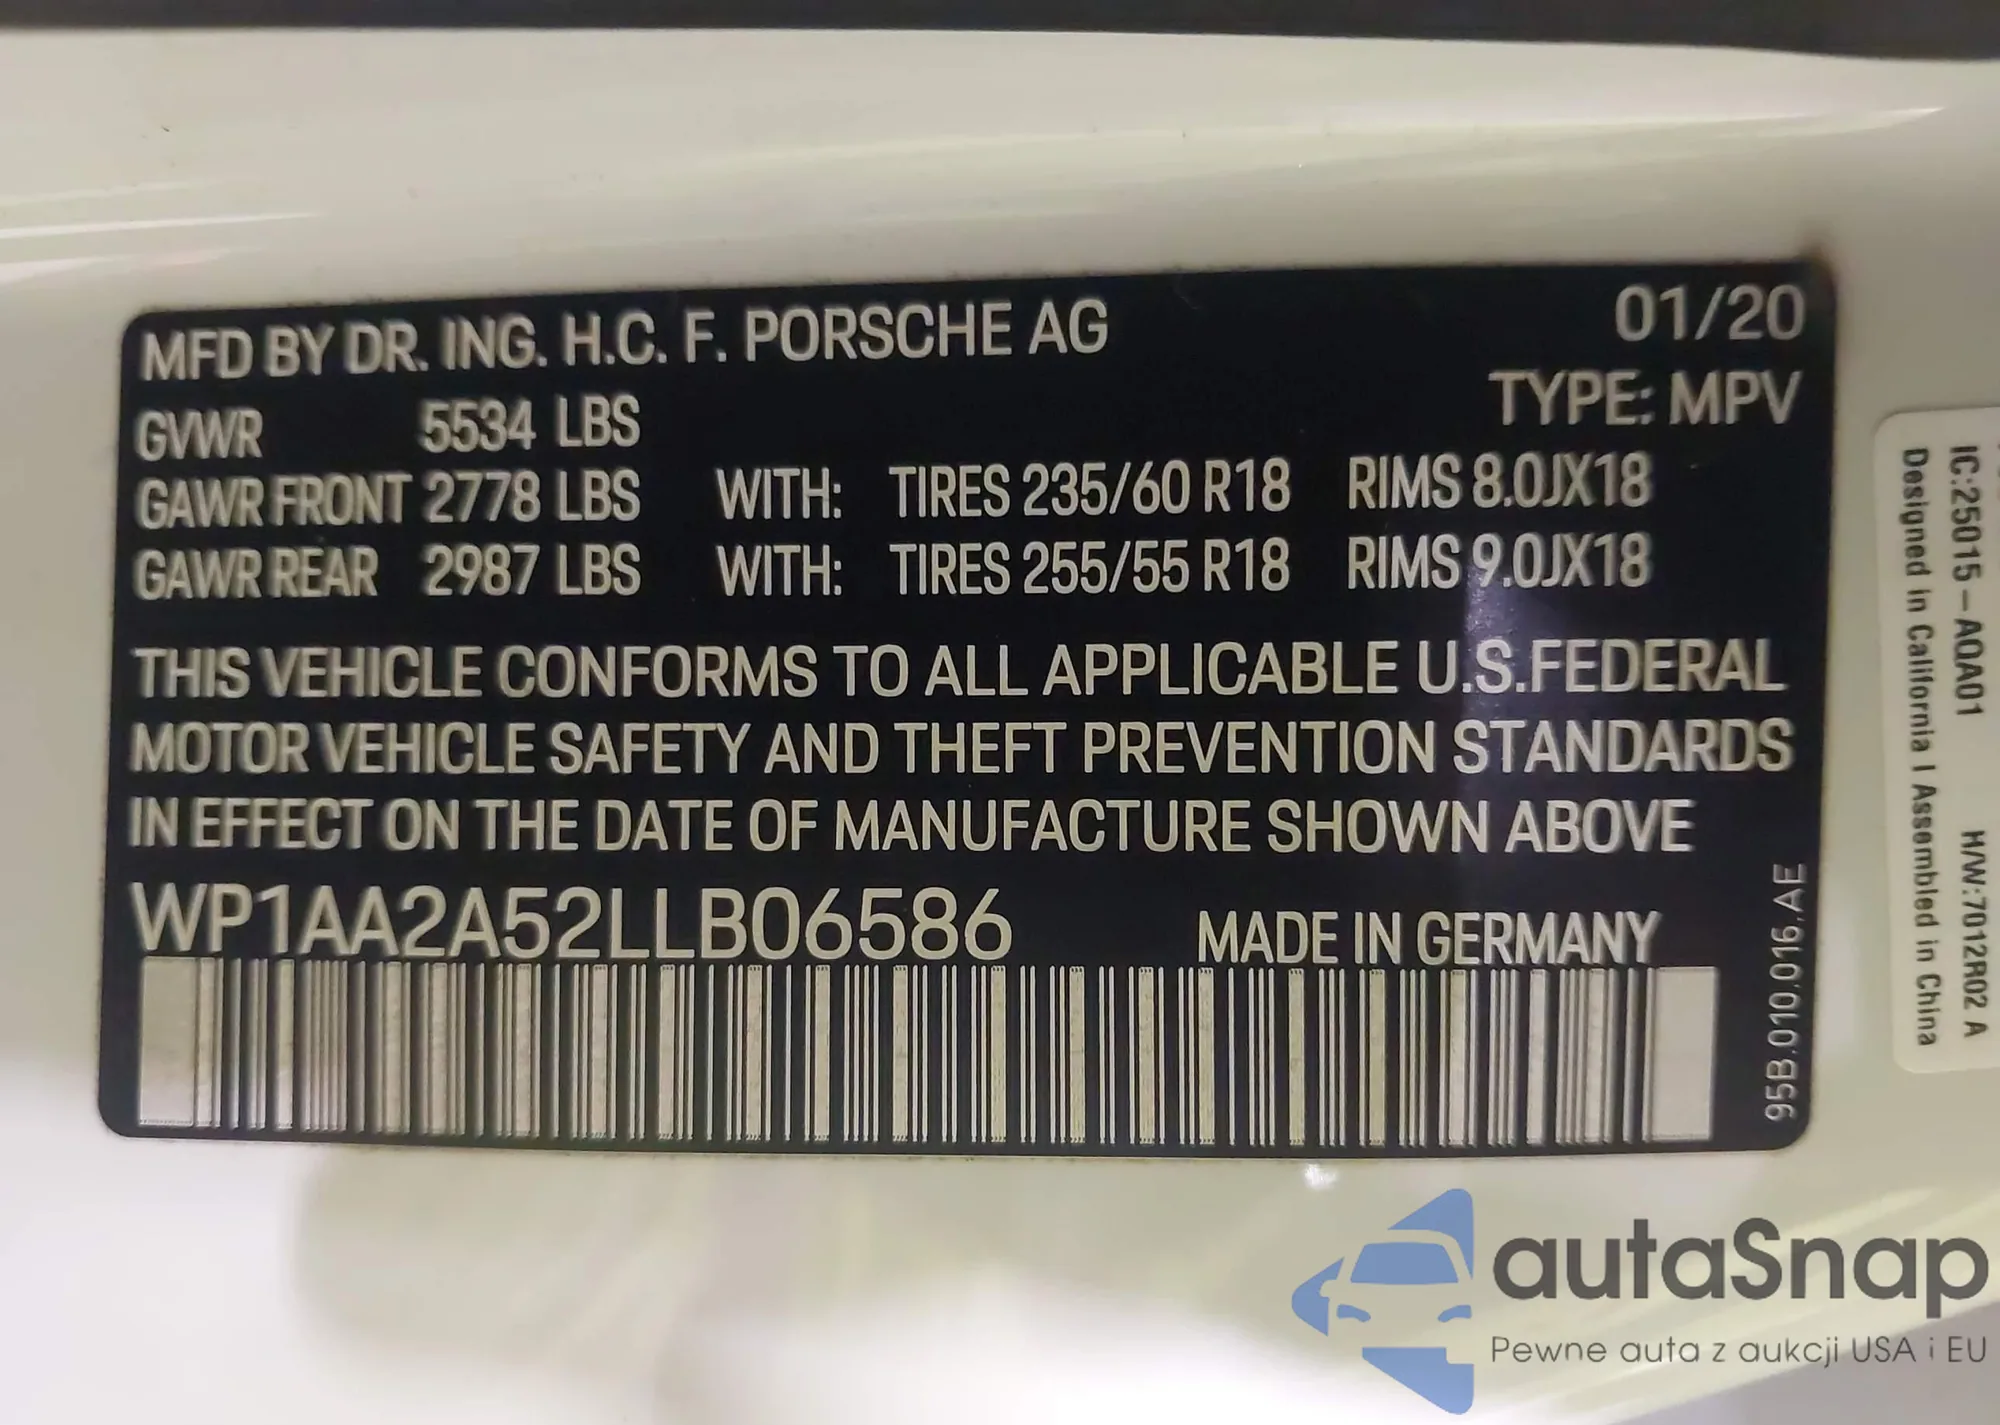 MFD BY DR. ING. H.C. F. PORSCHE AG 01/20
TYPE: MPV
GVWR 5534 LBS
GAWR FRONT 2778 LBS WITH: TIRES 235/60 R18 RIMS 8.0JX18
GAWR REAR 2987 LBS WITH: TIRES 255/55 R18 RIMS 9.0JX18
THIS VEHICLE CONFORMS TO ALL APPLICABLE U.S.FEDERAL
MOTOR VEHICLE SAFETY AND THEFT PREVENTION STANDARDS
IN EFFECT ON THE DATE OF MANUFACTURE SHOWN ABOVE
WP1AA2A52LLB06586
MADE IN GERMANY
95B.010.016.AE
IC:25015-AQA01 H/W:7012R02 A
Designed in California I Assembled in China
autaSnap
Pewne auta z aukcji USA i EU